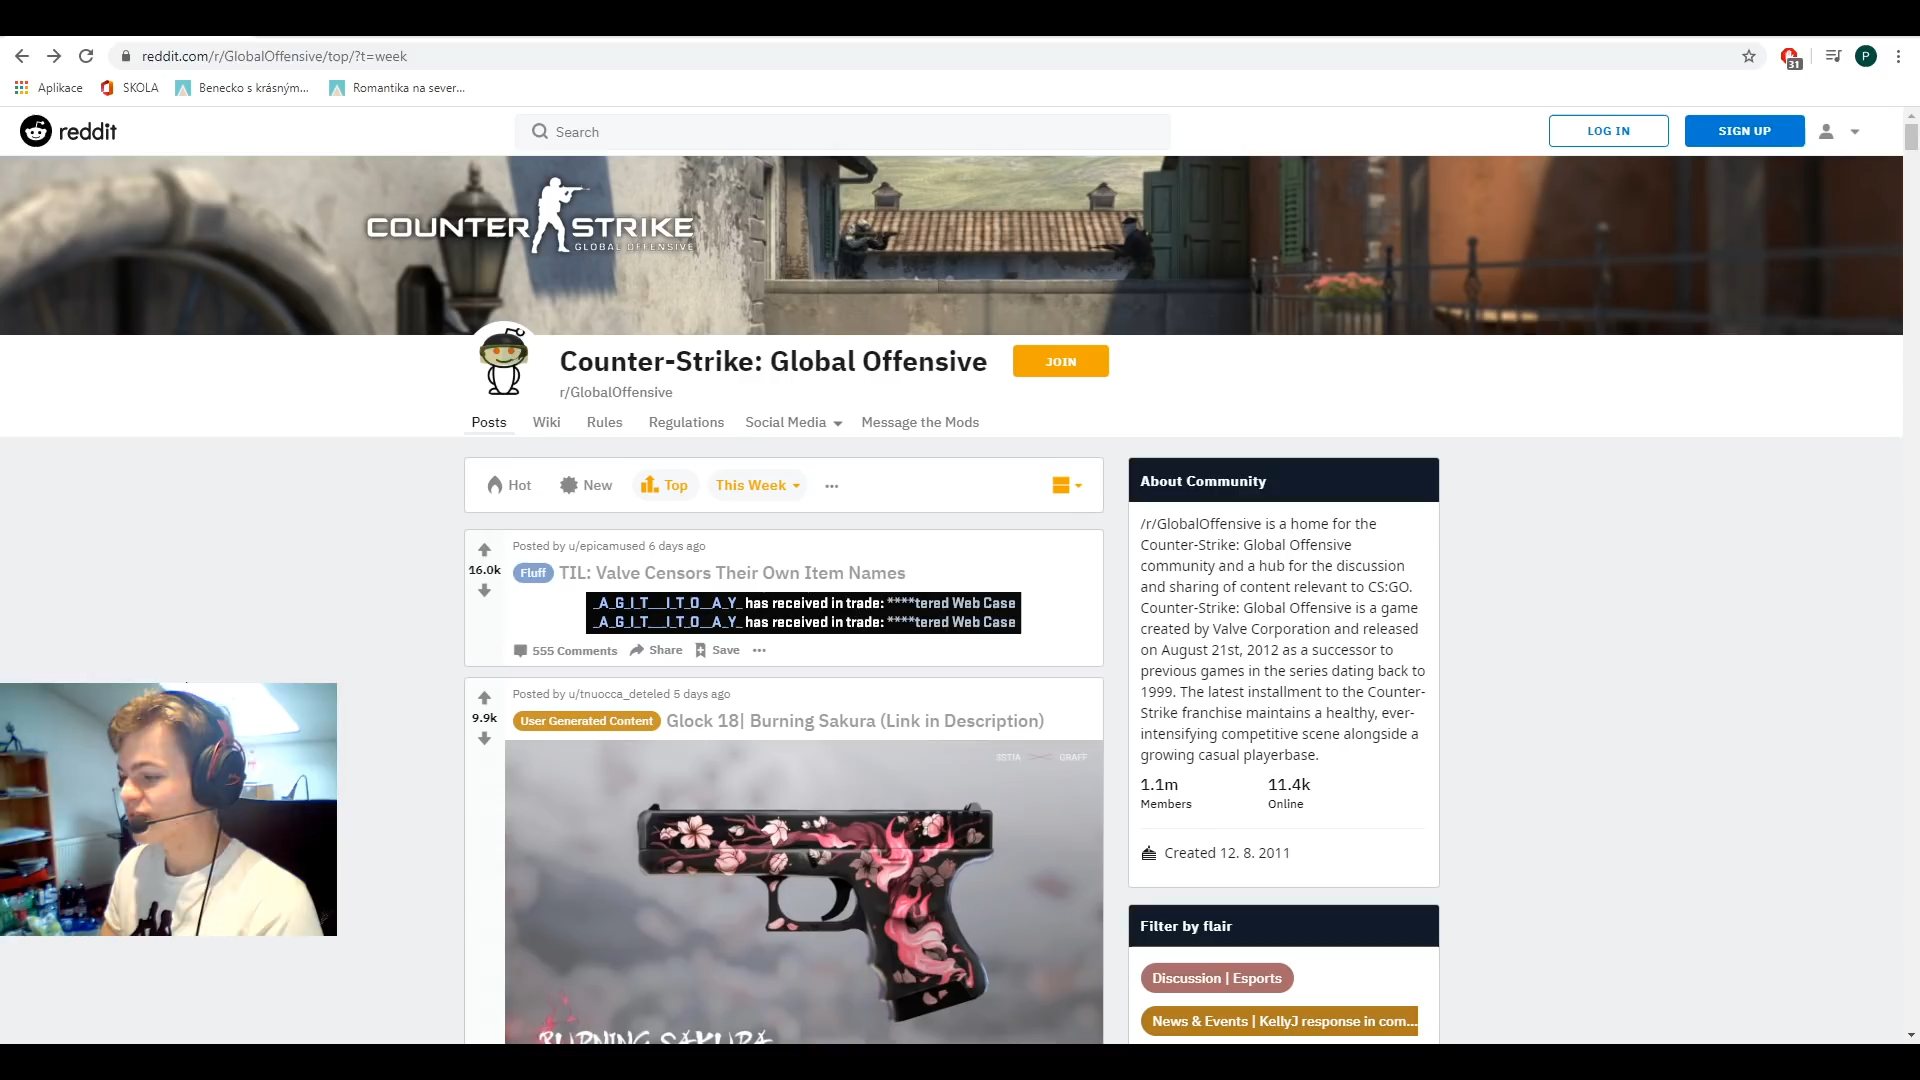 reddit.com/r/GlobalOffensive/top/?t=week
31
P
Aplikace
SKOLA
Benecko s krásným...
Romantika na sever...
reddit
Search
LOG IN
SIGN UP
COUNTER STRIKE
GLOBAL OFFENSIVE
Counter-Strike: Global Offensive
JOIN
r/GlobalOffensive
Posts
Wiki
Rules
Regulations
Social Media
Message the Mods
Hot
New
Top
This Week
Posted by u/epicamused 6 days ago
16.0k
Fluff
TIL: Valve Censors Their Own Item Names
_A_G_I_T__I_T_O__A_Y_ has received in trade: ****tered Web Case
_A_G_I_T__I_T_O__A_Y_ has received in trade: ****tered Web Case
555 Comments
Share
Save
Posted by u/tnuocca_deteled 5 days ago
9.9k
User Generated Content
Glock 18| Burning Sakura (Link in Description)
GRAFF
BURNING SAKURA
About Community
/r/GlobalOffensive is a home for the
Counter-Strike: Global Offensive
community and a hub for the discussion
and sharing of content relevant to CS:GO.
Counter-Strike: Global Offensive is a game
created by Valve Corporation and released
on August 21st, 2012 as a successor to
previous games in the series dating back to
1999. The latest installment to the Counter-
Strike franchise maintains a healthy, ever-
intensifying competitive scene alongside a
growing casual playerbase.
1.1m
11.4k
Members
Online
Created 12. 8. 2011
Filter by flair
Discussion | Esports
News & Events | KellyJ response in com...